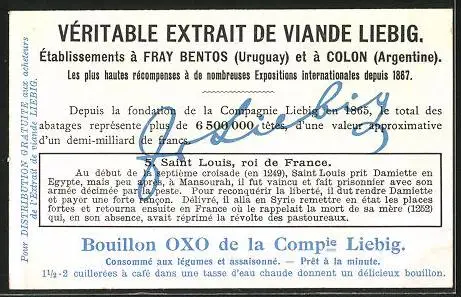 VÉRITABLE EXTRAIT DE VIANDE LIEBIG.
Établissements à FRAY BENTOS (Uruguay) et à COLON (Argentine).
Les plus hautes récompenses à de nombreuses Expositions internationales depuis 1867.
Depuis la fondation de la Compagnie Liebig en 1865, le total des
abatages représente plus de 6 500 000 têtes, d'une valeur approximative
d'un demi-milliard de francs.
J. v. Liebig
5. Saint Louis, roi de France.
Au début de la septième croisade (en 1249), Saint Louis prit Damiette en
Egypte, mais peu après, à Mansourah, il fut vaincu et fait prisonnier avec son
armée décimée par la peste. Pour reconquérir la liberté, il dut rendre Damiette
et payer une forte rançon. Délivré, il alla en Syrie remettre en état les places
fortes et retourna ensuite en France où le rappelait la mort de sa mère (1252)
qui, en son absence, avait réprimé la révolte des pastoureaux.
Bouillon OXO de la Compie Liebig.
Consommé aux légumes et assaisonné. — Prêt à la minute.
1½-2 cuillerées à café dans une tasse d'eau chaude donnent un délicieux bouillon.
Pour DISTRIBUTION GRATUITE aux acheteurs
de l'Extrait de viande LIEBIG.